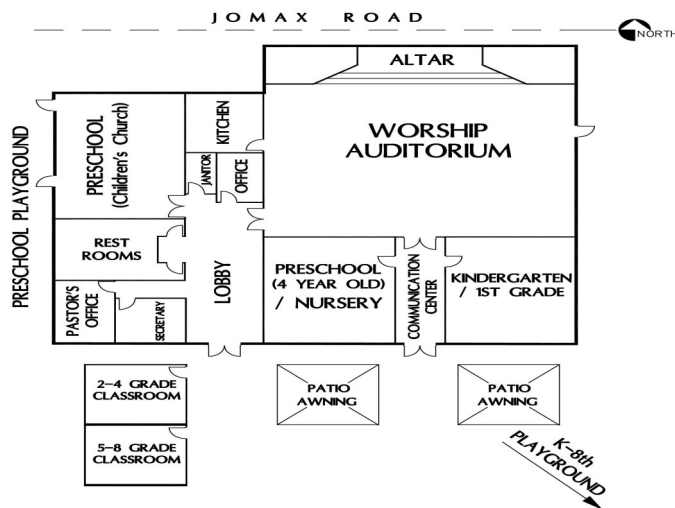 JOMAX ROAD
NORTH
ALTAR
WORSHIP
AUDITORIUM
KITCHEN
PRESCHOOL
(Children's Church)
PRESCHOOL PLAYGROUND
JANITOR
OFFICE
REST
ROOMS
LOBBY
PRESCHOOL
(4 YEAR OLD)
/ NURSERY
COMMUNICATION
CENTER
KINDERGARTEN
/ 1ST GRADE
PASTOR'S
OFFICE
SECRETARY
2-4 GRADE
CLASSROOM
PATIO
AWNING
PATIO
AWNING
5-8 GRADE
CLASSROOM
K-8th
PLAYGROUND